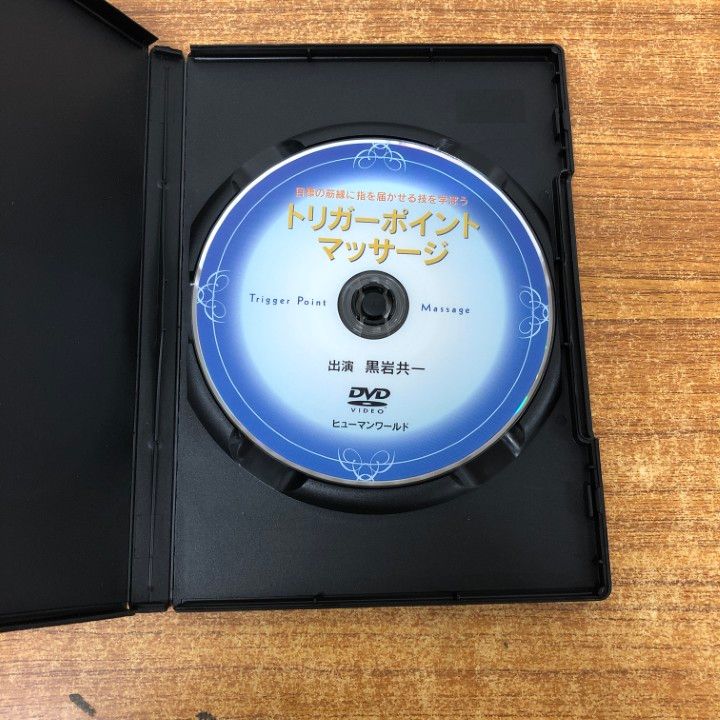 目標の筋線に指を届かせる技を学ぼう
トリガーポイント
マッサージ
Trigger Point Massage
出演 黒岩共一
DVD
VIDEO
ヒューマンワールド